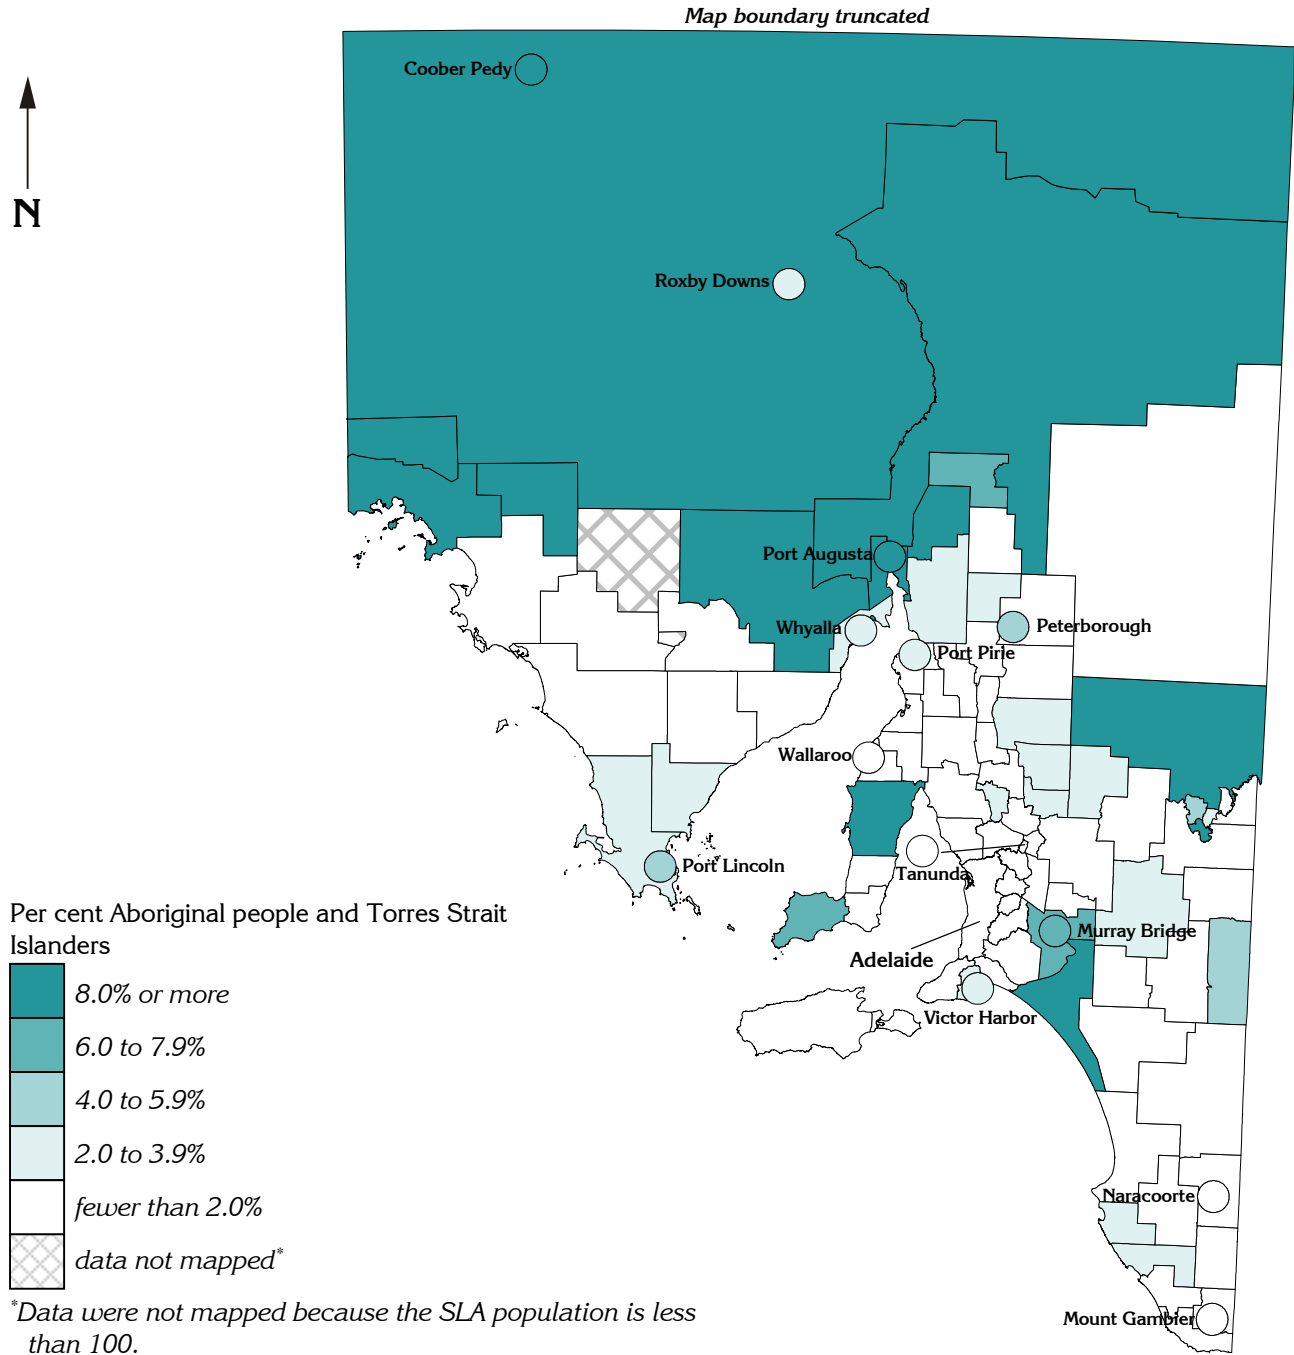 Map boundary truncated
Coober Pedy
N
Roxby Downs
Port Augusta
Whyalla
Peterborough
Port Pirie
Wallaroo
Port Lincoln
Tanunda
Per cent Aboriginal people and Torres Strait
Islanders
Murray Bridge
Adelaide
8.0% or more
Victor Harbor
6.0 to 7.9%
4.0 to 5.9%
2.0 to 3.9%
fewer than 2.0%
Naracoorte
data not mapped*
*Data were not mapped because the SLA population is less
than 100.
Mount Gambier